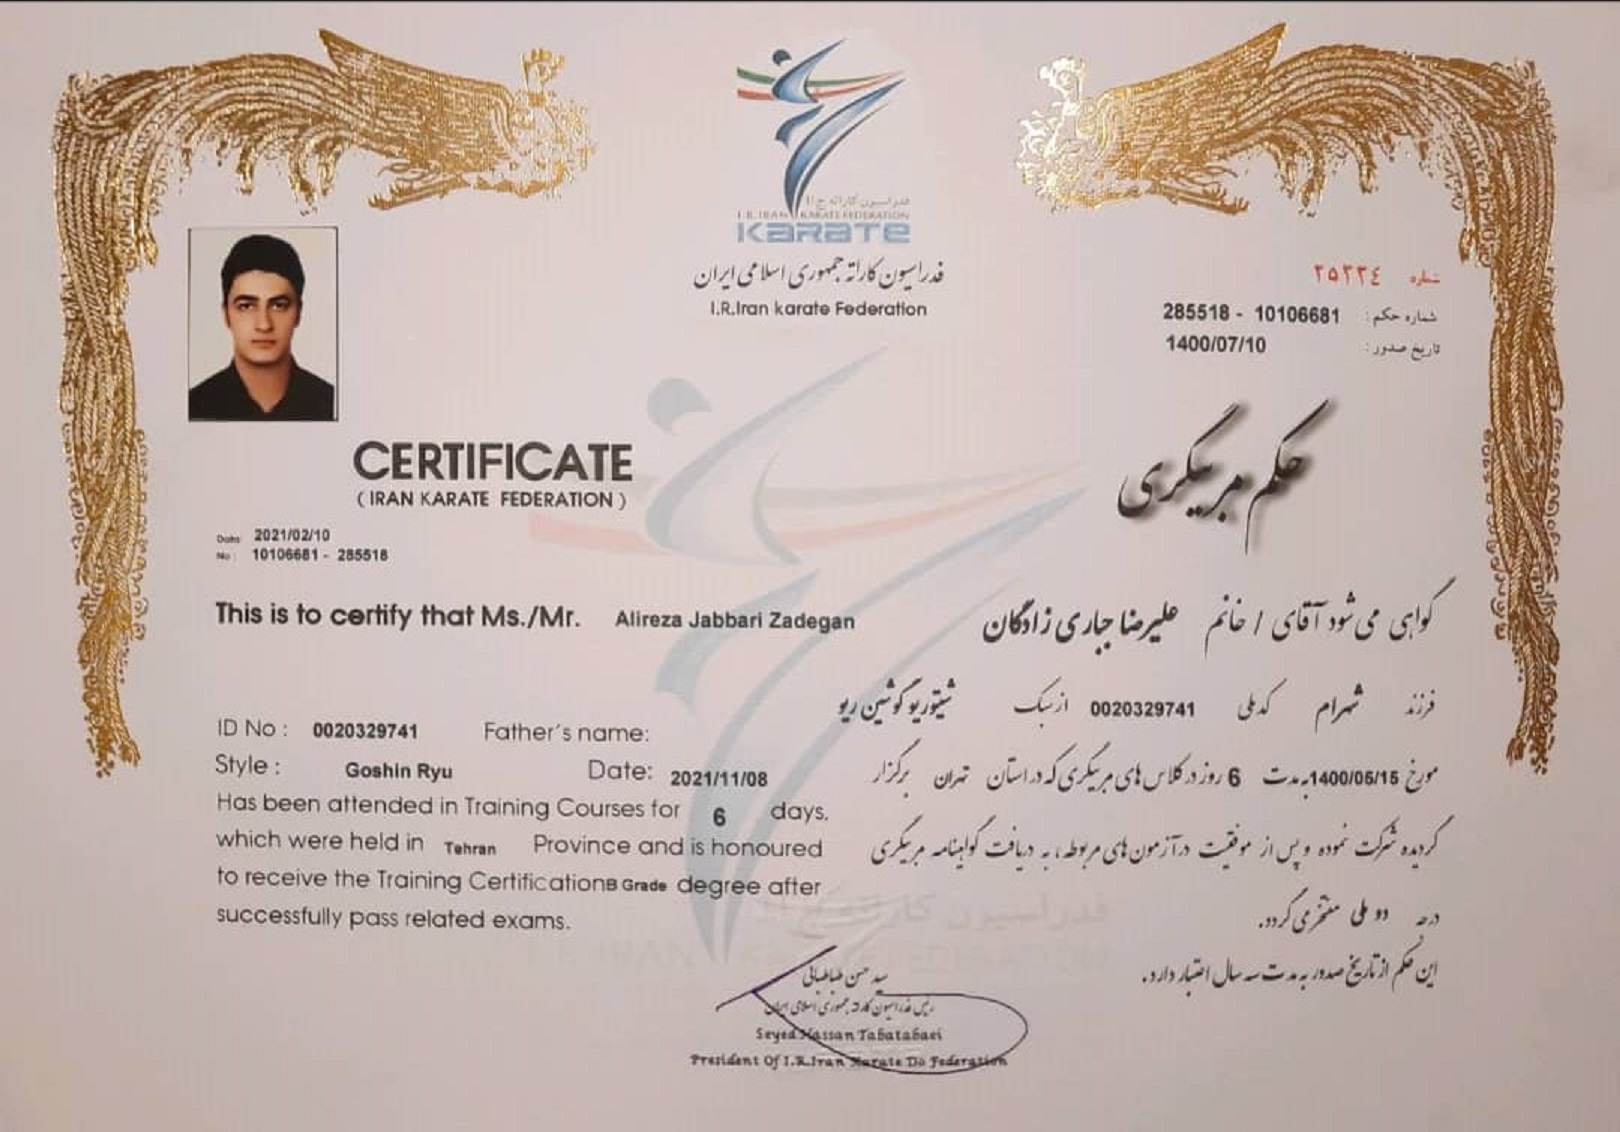 فدراسیون کاراته ج.ا.ا
I.R.IRAN KARATE FEDERATION
KARATE
فدراسیون کاراته جمهوری اسلامی ایران
I.R.Iran karate Federation
شماره ۲۵۲۲٤
شماره حکم : 10106681 - 285518
تاریخ صدور : 1400/07/10
حکم مربیگری
CERTIFICATE
( IRAN KARATE FEDERATION )
Date: 2021/02/10
No : 10106681 - 285518
This is to certify that Ms./Mr. Alireza Jabbari Zadegan
گواهی می شود آقای / خانم علیرضا جباری زادگان
فرزند شهرام کدملی 0020329741 از سبک شیتوریو گوشین ریو
مورخ 1400/05/15 به مدت 6 روز در کلاس های مربیگری که در استان تهران برگزار
گردیده شرکت نموده و پس از موفقیت در آزمون های مربوطه، به دریافت گواهینامه مربیگری
درجه دو ملی مفتخر می گردد.
این حکم از تاریخ صدور به مدت سه سال اعتبار دارد.
ID No : 0020329741 Father's name:
Style : Goshin Ryu Date: 2021/11/08
Has been attended in Training Courses for 6 days,
which were held in Tehran Province and is honoured
to receive the Training Certification B Grade degree after
successfully pass related exams.
فدراسیون کاراته ج.ا.ا
سید حسن طباطبائی
رئیس فدراسیون کاراته جمهوری اسلامی ایران
Seyed Hassan Tabatabaei
President Of I.R.Iran Karate Do Federation